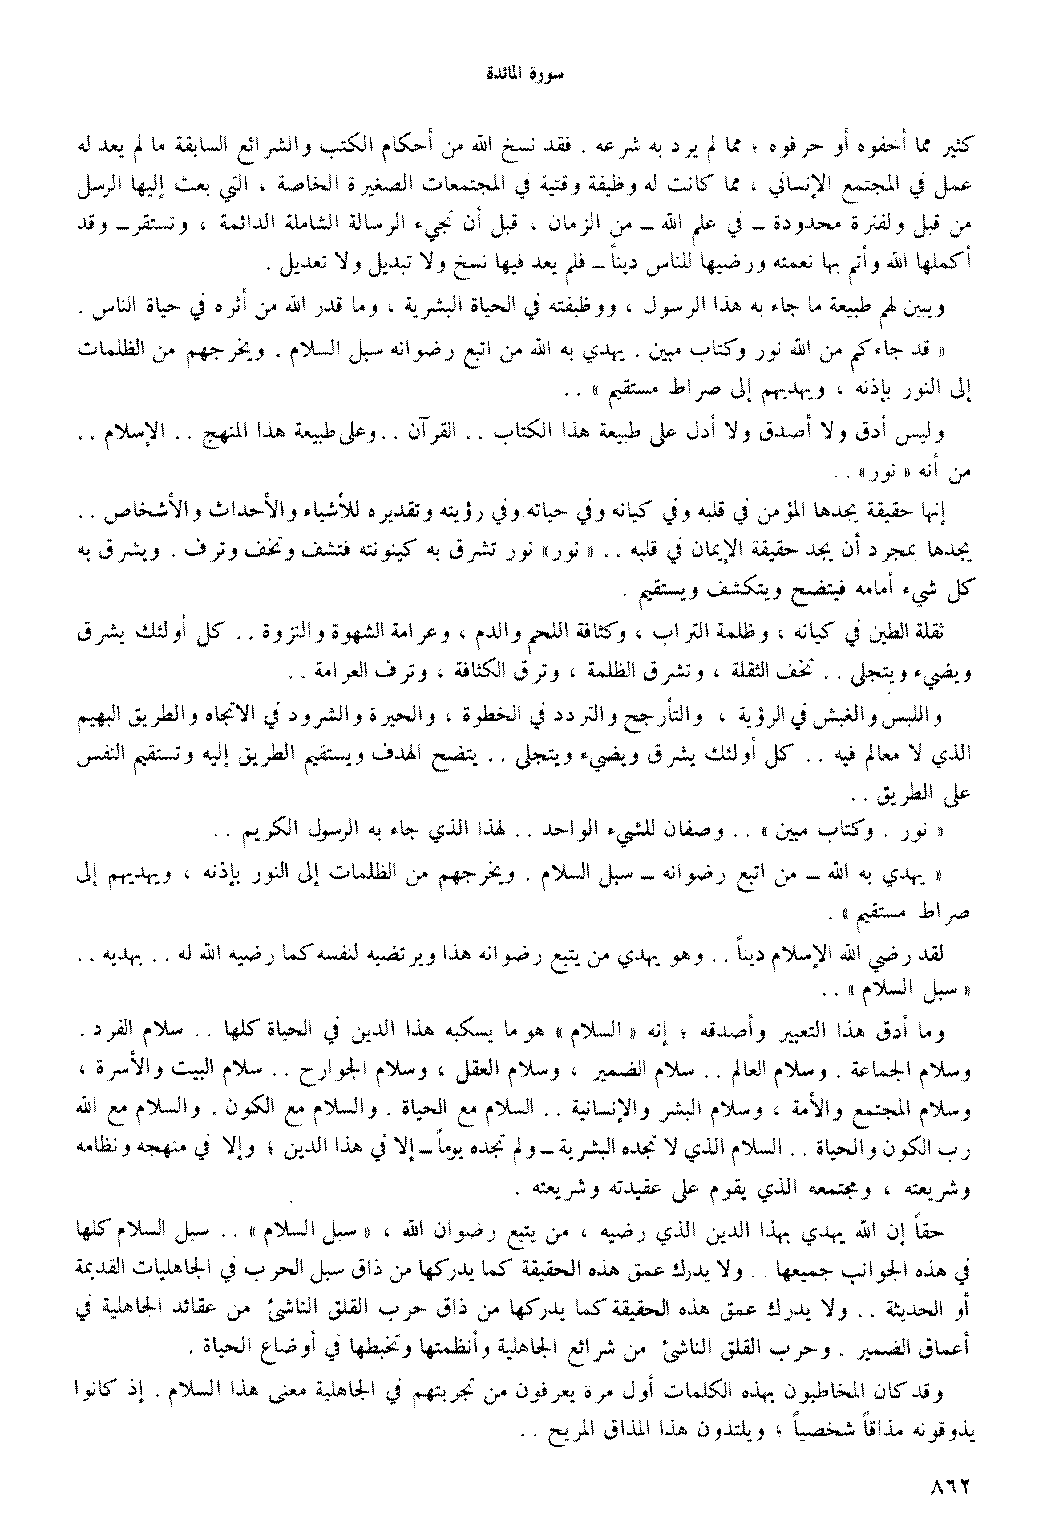 سورة المائدة
كثير مما أخفوه أو حرفوه ؛ مما لم يرد به شرعه . فقد نسخ الله من أحكام الكتب والشرائع السابقة ما لم يعد له
عمل في المجتمع الإنساني ، مما كانت له وظيفة وقتية في المجتمعات الصغيرة الخاصة ، التي بعث إليها الرسل
من قبل ولفترة محدودة – في علم الله – من الزمان ، قبل أن تجيء الرسالة الشاملة الدائمة ، وتستقر– وقد
أكملها الله وأتم بها نعمته ورضيها للناس ديناً – فلم يعد فيها نسخ ولا تبديل ولا تعديل .
ويبين لهم طبيعة ما جاء به هذا الرسول ، ووظيفته في الحياة البشرية ، وما قدر الله من أثره في حياة الناس .
« قد جاءكم من الله نور وكتاب مبين . يهدي به الله من اتبع رضوانه سبل السلام . ويخرجهم من الظلمات
إلى النور بإذنه ، ويهديهم إلى صراط مستقيم » . .
وليس أدق ولا أصدق ولا أدل على طبيعة هذا الكتاب . . القرآن . . وعلى طبيعة هذا المنهج . . الإسلام . .
من أنه « نور» . .
إنها حقيقة يجدها المؤمن في قلبه وفي كيانه وفي حياته وفي رؤيته وتقديره للأشياء والأحداث والأشخاص . .
يجدها بمجرد أن يجد حقيقة الإيمان في قلبه . . « نور» نور تشرق به كينونته فتشف وتخف وترف . ويشرق به
كل شيء أمامه فيتضح ويتكشف ويستقيم .
ثقلة الطين في كيانه ، وظلمة التراب ، وكثافة اللحم والدم ، وعرامة الشهوة والنزوة . . كل أولئك يشرق
ويضيء ويتجلى . . تخف الثقلة ، وتشرق الظلمة ، وترق الكثافة ، وترف العرامة . .
واللبس والغبش في الرؤية ، والتأرجح والتردد في الخطوة ، والحيرة والشرود في الاتجاه والطريق البهيم
الذي لا معالم فيه . . كل أولئك يشرق ويضيء ويتجلى . . يتضح الهدف ويستقيم الطريق إليه وتستقيم النفس
على الطريق . .
« نور . وكتاب مبين » . . وصفان للشيء الواحد . . لهذا الذي جاء به الرسول الكريم . .
« يهدي به الله – من اتبع رضوانه – سبل السلام . ويخرجهم من الظلمات إلى النور بإذنه ، ويهديهم إلى
صراط مستقيم » .
لقد رضي الله الإسلام ديناً . . وهو يهدي من يتبع رضوانه هذا ويرتضيه لنفسه كما رضيه الله له . . يهديه . .
« سبل السلام » . .
وما أدق هذا التعبير وأصدقه ؛ إنه « السلام » هو ما يسكبه هذا الدين في الحياة كلها . . سلام الفرد .
وسلام الجماعة . وسلام العالم . . سلام الضمير ، وسلام العقل ، وسلام الجوارح . . سلام البيت والأسرة ،
وسلام المجتمع والأمة ، وسلام البشر والإنسانية . . السلام مع الحياة . والسلام مع الكون . والسلام مع الله
رب الكون والحياة . . السلام الذي لا تجده البشرية – ولم تجده يوماً – إلا في هذا الدين ؛ وإلا في منهجه ونظامه
وشريعته ، ومجتمعه الذي يقوم على عقيدته وشريعته .
حقاً إن الله يهدي بهذا الدين الذي رضيه ، من يتبع رضوان الله ، « سبل السلام » . . سبل السلام كلها
في هذه الجوانب جميعها . . ولا يدرك عمق هذه الحقيقة كما يدركها من ذاق سبل الحرب في الجاهليات القديمة
أو الحديثة . . ولا يدرك عمق هذه الحقيقة كما يدركها من ذاق حرب القلق الناشئ من عقائد الجاهلية في
أعماق الضمير . وحرب القلق الناشئ من شرائع الجاهلية وأنظمتها وتخبطها في أوضاع الحياة .
وقد كان المخاطبون بهذه الكلمات أول مرة يعرفون من تجربتهم في الجاهلية معنى هذا السلام . إذ كانوا
يذوقونه مذاقاً شخصياً ؛ ويلتذون هذا المذاق المريح . .
٨٦٢